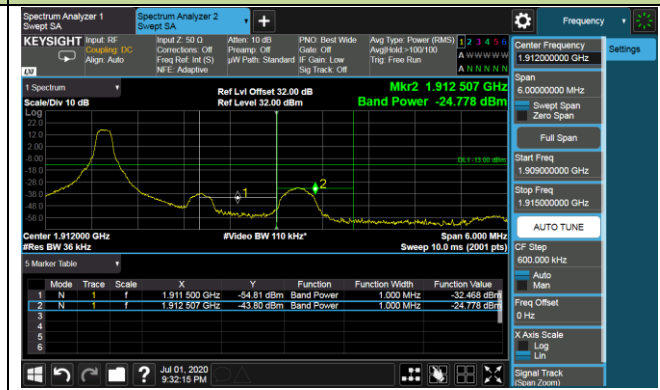 Spectrum Analyzer 1
Swept SA
Spectrum Analyzer 2
Swept SA
Frequency
KEYSIGHT
Input: RF
Coupling: DC
Align: Auto
Input Z: 50 Ω
Corrections: Off
Freq Ref: Int (S)
NFE: Adaptive
Atten: 10 dB
Preamp: Off
µW Path: Standard
PNO: Best Wide
Gate: Off
IF Gain: Low
Sig Track: Off
Avg Type: Power (RMS)
Avg|Hold:>100/100
Trig: Free Run
1 2 3 4 5 6
A W W W W W
A N N N N N
LXI
1 Spectrum
Scale/Div 10 dB
Ref Lvl Offset 32.00 dB
Ref Level 32.00 dBm
Mkr2 1.912 507 GHz
Band Power -24.778 dBm
Log
22.0
12.0
2.00
-8.00
-18.0
-28.0
-38.0
-48.0
-58.0
DL1 -13.00 dBm
1
2
Center 1.912000 GHz
#Res BW 36 kHz
#Video BW 110 kHz*
Span 6.000 MHz
Sweep 10.0 ms (2001 pts)
5 Marker Table
Mode Trace Scale X Y Function Function Width Function Value
1 N 1 f 1.911 500 GHz -54.81 dBm Band Power 1.000 MHz -32.468 dBm
2 N 1 f 1.912 507 GHz -43.80 dBm Band Power 1.000 MHz -24.778 dBm
3
4
5
6
Jul 01, 2020
9:32:15 PM
?
Center Frequency
1.912000000 GHz
Settings
Span
6.00000000 MHz
Swept Span
Zero Span
Full Span
Start Freq
1.909000000 GHz
Stop Freq
1.915000000 GHz
AUTO TUNE
CF Step
600.000 kHz
Auto
Man
Freq Offset
0 Hz
X Axis Scale
Log
Lin
Signal Track
(Span Zoom)